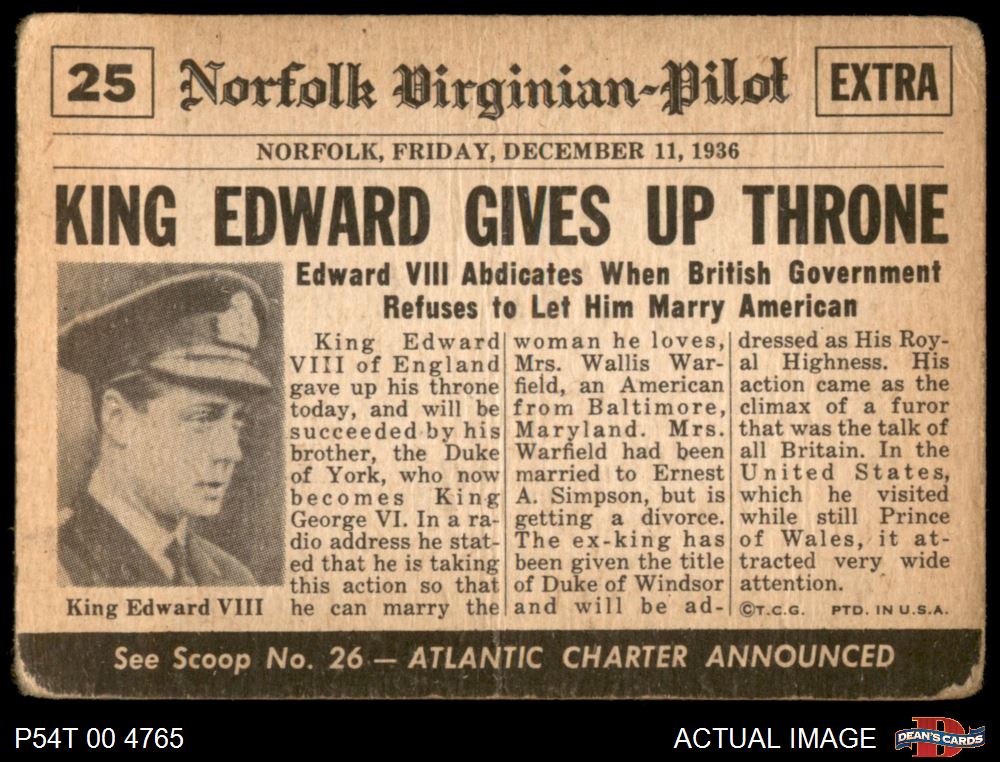 25
Norfolk Virginian-Pilot
EXTRA
NORFOLK, FRIDAY, DECEMBER 11, 1936
KING EDWARD GIVES UP THRONE
Edward VIII Abdicates When British Government
Refuses to Let Him Marry American
King Edward VIII
King Edward
VIII of England
gave up his throne
today, and will be
succeeded by his
brother, the Duke
of York, who now
becomes King
George VI. In a ra-
dio address he stat-
ed that he is taking
this action so that
he can marry the
woman he loves,
Mrs. Wallis War-
field, an American
from Baltimore,
Maryland. Mrs.
Warfield had been
married to Ernest
A. Simpson, but is
getting a divorce.
The ex-king has
been given the title
of Duke of Windsor
and will be ad-
dressed as His Roy-
al Highness. His
action came as the
climax of a furor
that was the talk of
all Britain. In the
United States,
which he visited
while still Prince
of Wales, it at-
tracted very wide
attention.
©T.C.G. PTD. IN U.S.A.
See Scoop No. 26 — ATLANTIC CHARTER ANNOUNCED
P54T 00 4765
ACTUAL IMAGE
DEAN'S CARDS